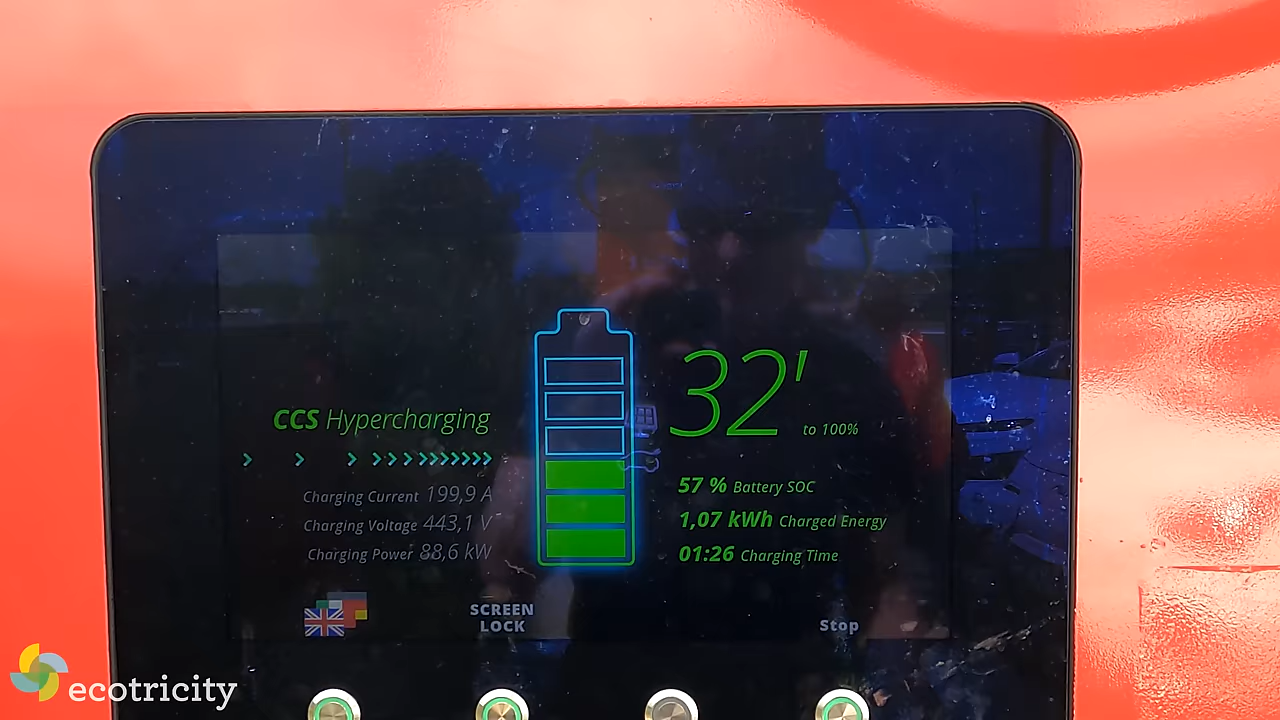 CCS Hypercharging
Charging Current 199,9 A
Charging Voltage 443,1 V
Charging Power 88,6 kW
32'
to 100%
57 % Battery SOC
1,07 kWh Charged Energy
01:26 Charging Time
SCREEN
LOCK
Stop
ecotricity